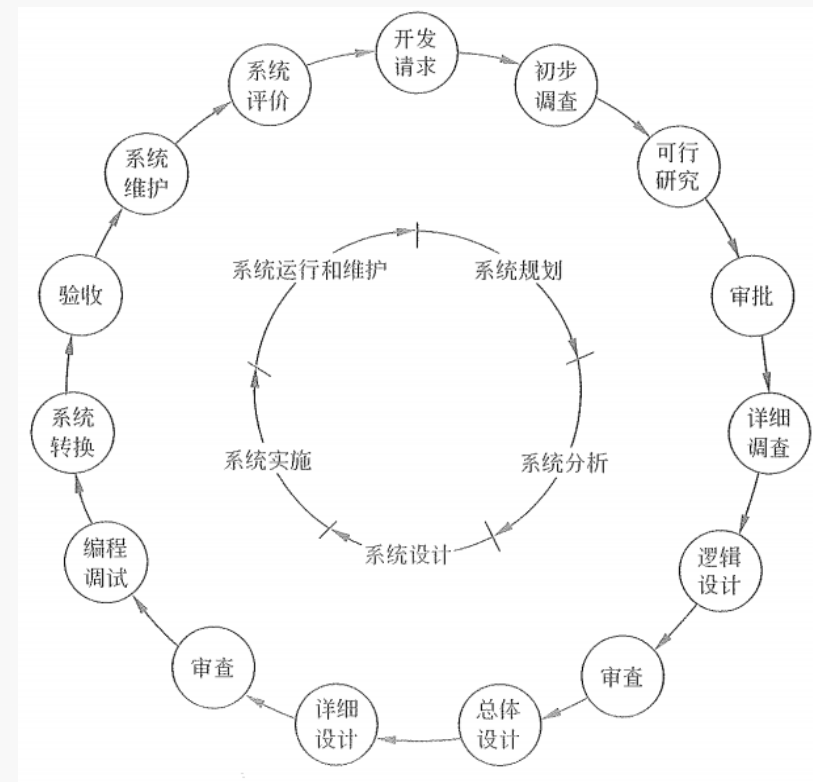 开发
请求
初步
调查
可行
研究
审批
详细
调查
逻辑
设计
审查
总体
设计
详细
设计
审查
编程
调试
系统
转换
验收
系统
维护
系统
评价
系统规划
系统分析
系统设计
系统实施
系统运行和维护